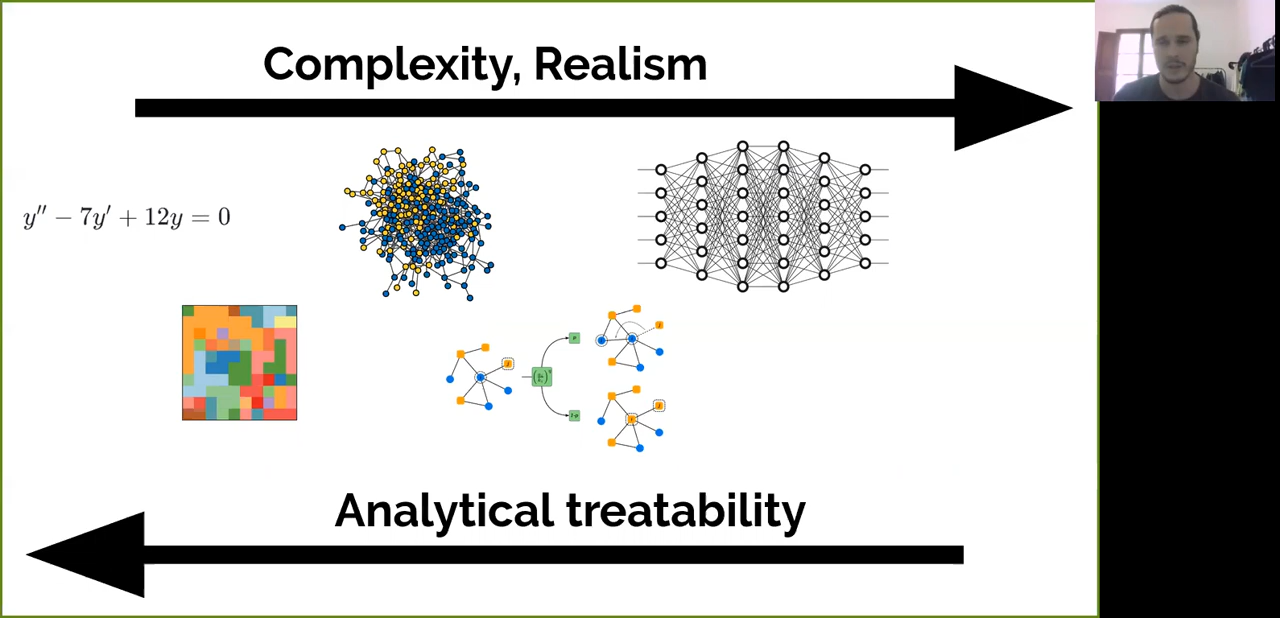 Complexity, Realism
y'' − 7y' + 12y = 0
Analytical treatability